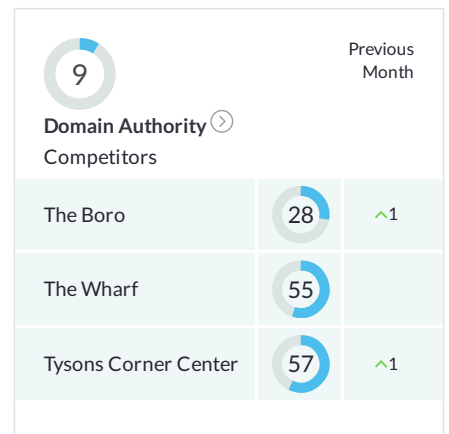 9
Previous
Month
Domain Authority
Competitors
The Boro 28 1
The Wharf 55
Tysons Corner Center 57 1